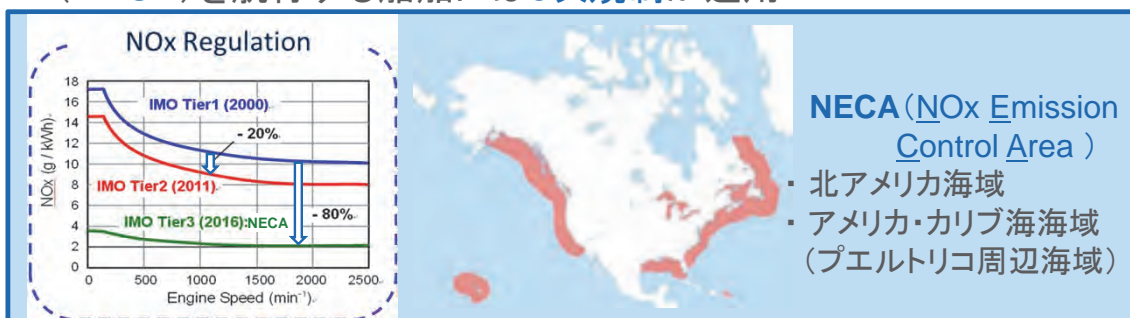 NOx Regulation
NOx (g / kWh)
18
16
14
12
10
8
6
4
2
0
IMO Tier1 (2000)
- 20%
IMO Tier2 (2011)
IMO Tier3 (2016):NECA
- 80%
0 500 1000 1500 2000 2500
Engine Speed (min⁻¹)
NECA(NOx Emission
Control Area )
・ 北アメリカ海域
・ アメリカ・カリブ海海域
(プエルトリコ周辺海域)